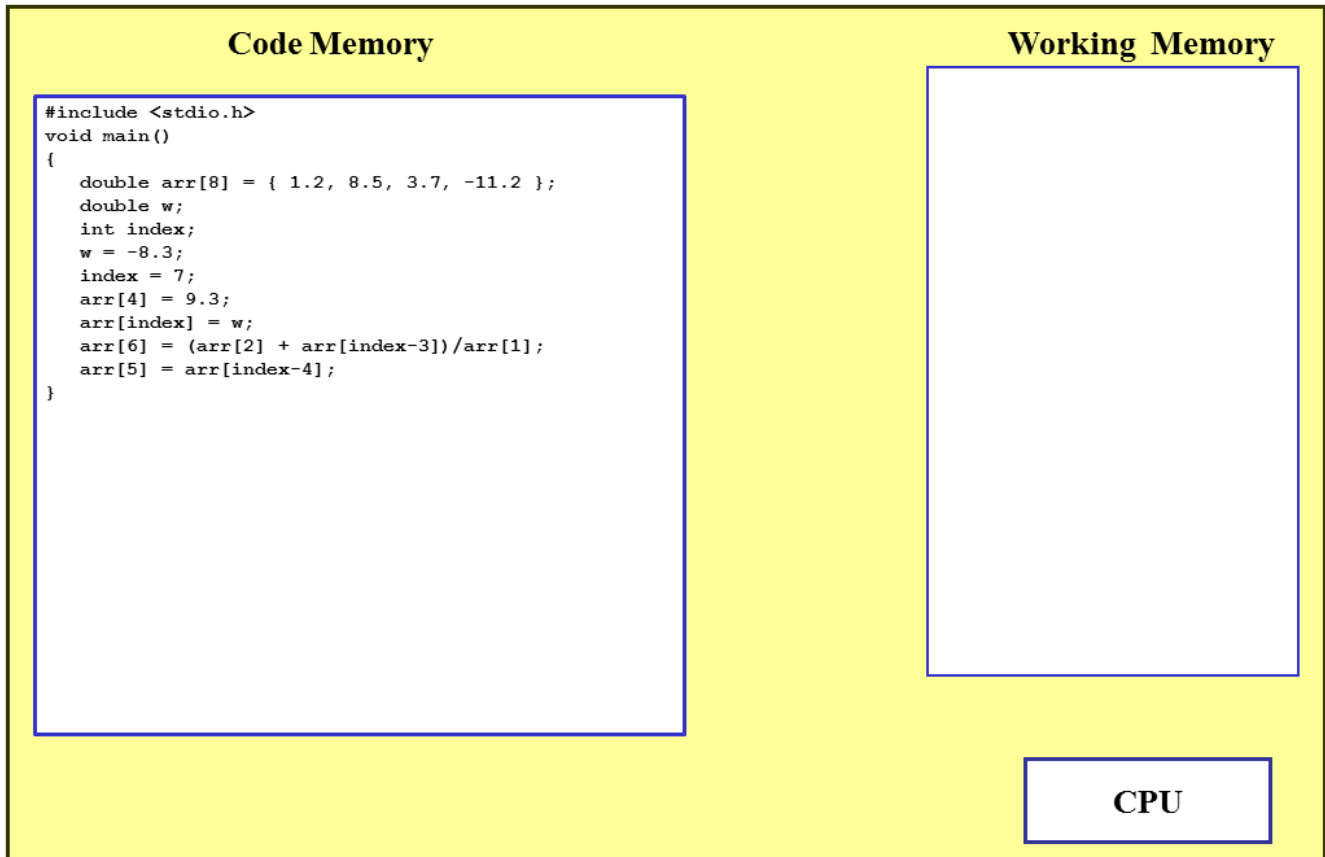 Code Memory
Working Memory
#include <stdio.h>
void main()
{
   double arr[8] = { 1.2, 8.5, 3.7, -11.2 };
   double w;
   int index;
   w = -8.3;
   index = 7;
   arr[4] = 9.3;
   arr[index] = w;
   arr[6] = (arr[2] + arr[index-3])/arr[1];
   arr[5] = arr[index-4];
}
CPU